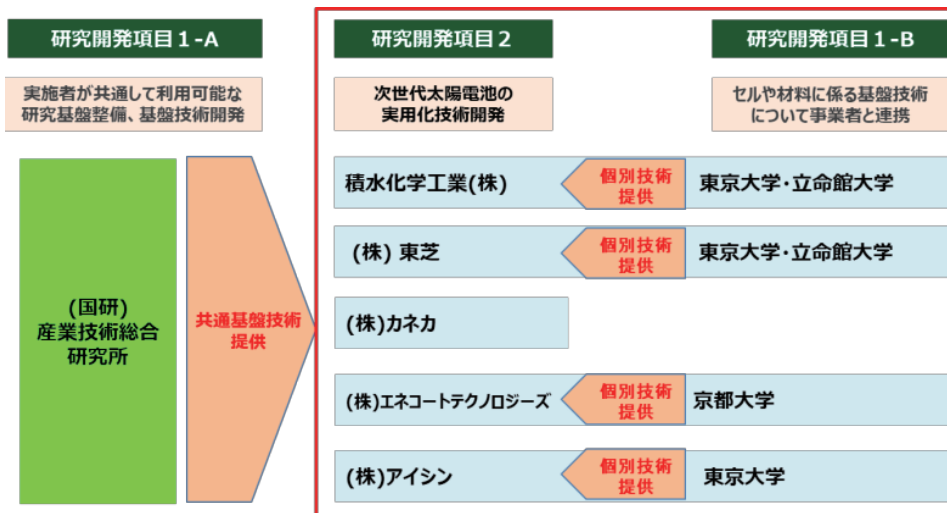 研究開発項目1-A
実施者が共通して利用可能な
研究基盤整備、基盤技術開発
(国研)
産業技術総合
研究所
共通基盤技術
提供
研究開発項目2
次世代太陽電池の
実用化技術開発
研究開発項目1-B
セルや材料に係る基盤技術
について事業者と連携
積水化学工業(株)
個別技術
提供
東京大学・立命館大学
(株) 東芝
個別技術
提供
東京大学・立命館大学
(株)カネカ
(株)エネコートテクノロジーズ
個別技術
提供
京都大学
(株)アイシン
個別技術
提供
東京大学